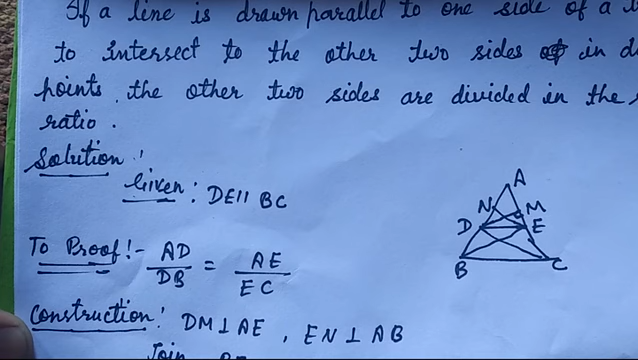 If a line is drawn parallel to one side of a
to intersect to the other two sides in
points, the other two sides are divided in the
ratio.
Solution:
Given: DE || BC
To Proof:- AD/DB = AE/EC
Construction: DM ⊥ AE, EN ⊥ AB
Join
A
N M
D E
B C